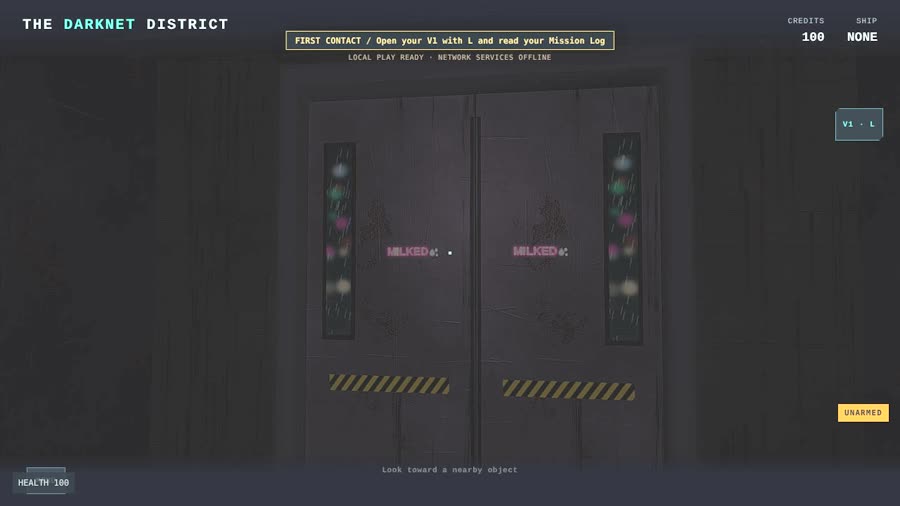 THE DARKNET DISTRICT
CREDITS SHIP
100 NONE
FIRST CONTACT / Open your V1 with L and read your Mission Log
LOCAL PLAY READY · NETWORK SERVICES OFFLINE
V1 · L
MILKED MILKED
UNARMED
Look toward a nearby object
HEALTH 100